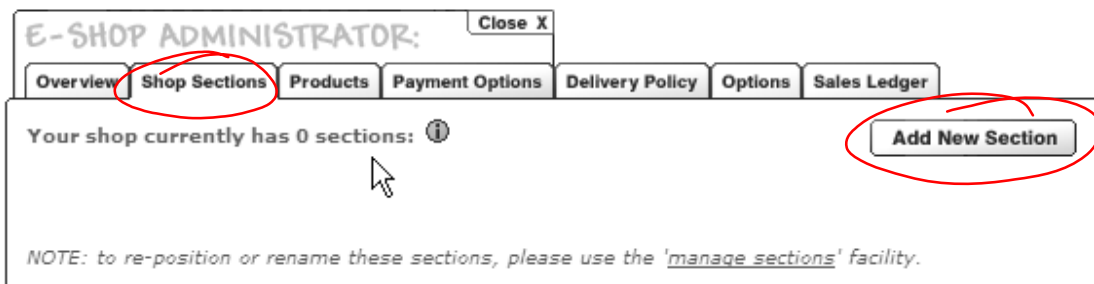 Close X
E-SHOP ADMINISTRATOR:
Overview Shop Sections Products Payment Options Delivery Policy Options Sales Ledger
Your shop currently has 0 sections: i Add New Section
NOTE: to re-position or rename these sections, please use the 'manage sections' facility.